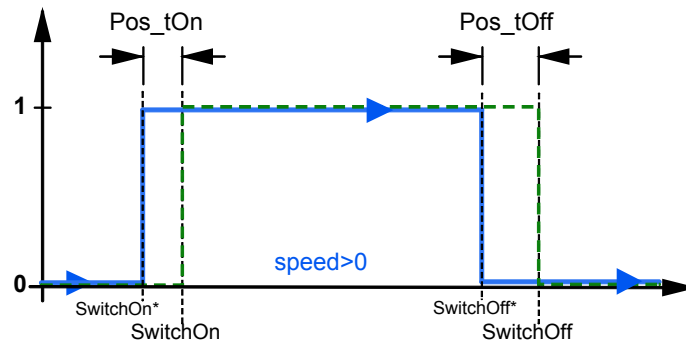 Pos_tOn
Pos_tOff
1
speed>0
0
SwitchOn*
SwitchOff*
SwitchOn
SwitchOff